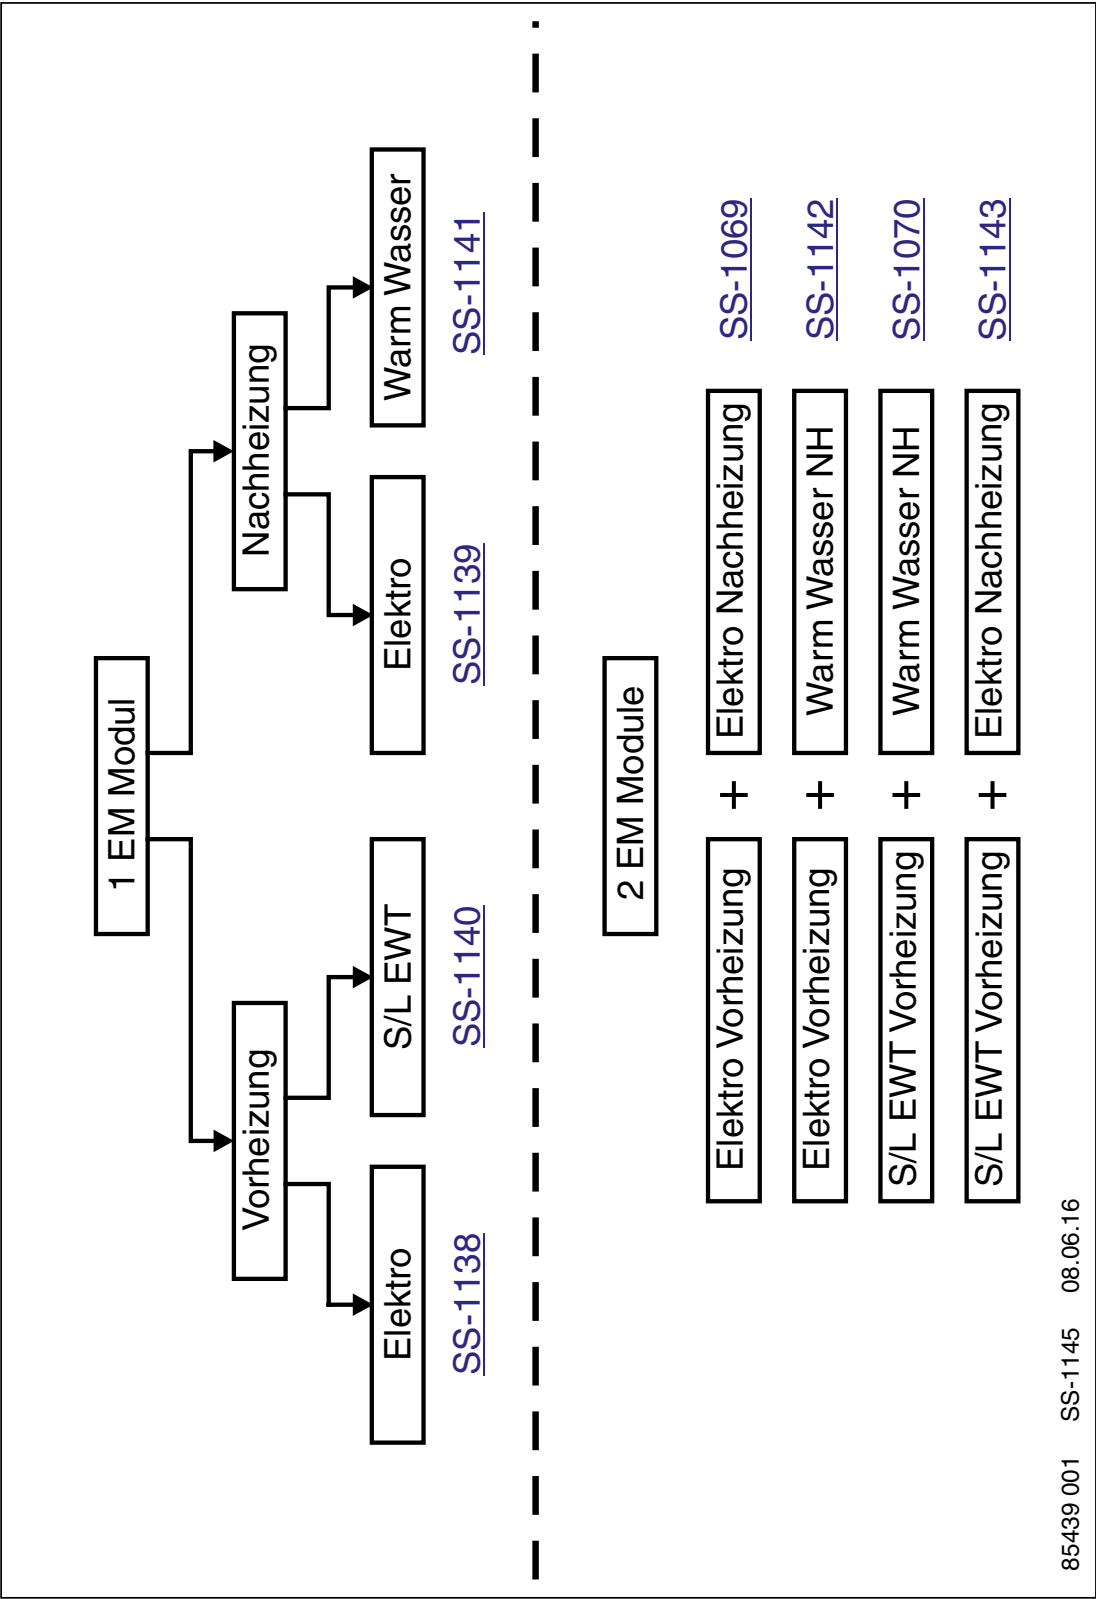 1 EM Modul
Vorheizung
Nachheizung
Elektro
S/L EWT
Elektro
Warm Wasser
SS-1138
SS-1140
SS-1139
SS-1141
2 EM Module
Elektro Vorheizung + Elektro Nachheizung SS-1069
Elektro Vorheizung + Warm Wasser NH SS-1142
S/L EWT Vorheizung + Warm Wasser NH SS-1070
S/L EWT Vorheizung + Elektro Nachheizung SS-1143
85439 001 SS-1145 08.06.16